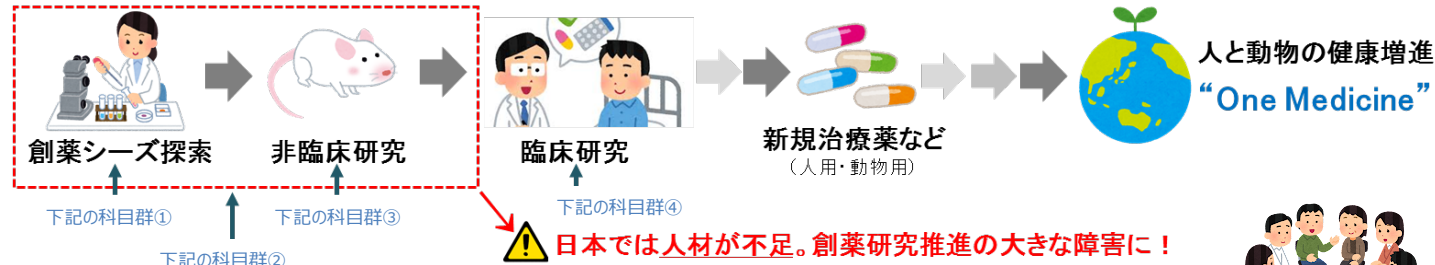 人と動物の健康増進
“One Medicine”
創薬シーズ探索
非臨床研究
臨床研究
新規治療薬など
（人用・動物用）
下記の科目群①
下記の科目群③
下記の科目群④
下記の科目群②
日本では人材が不足。創薬研究推進の大きな障害に！